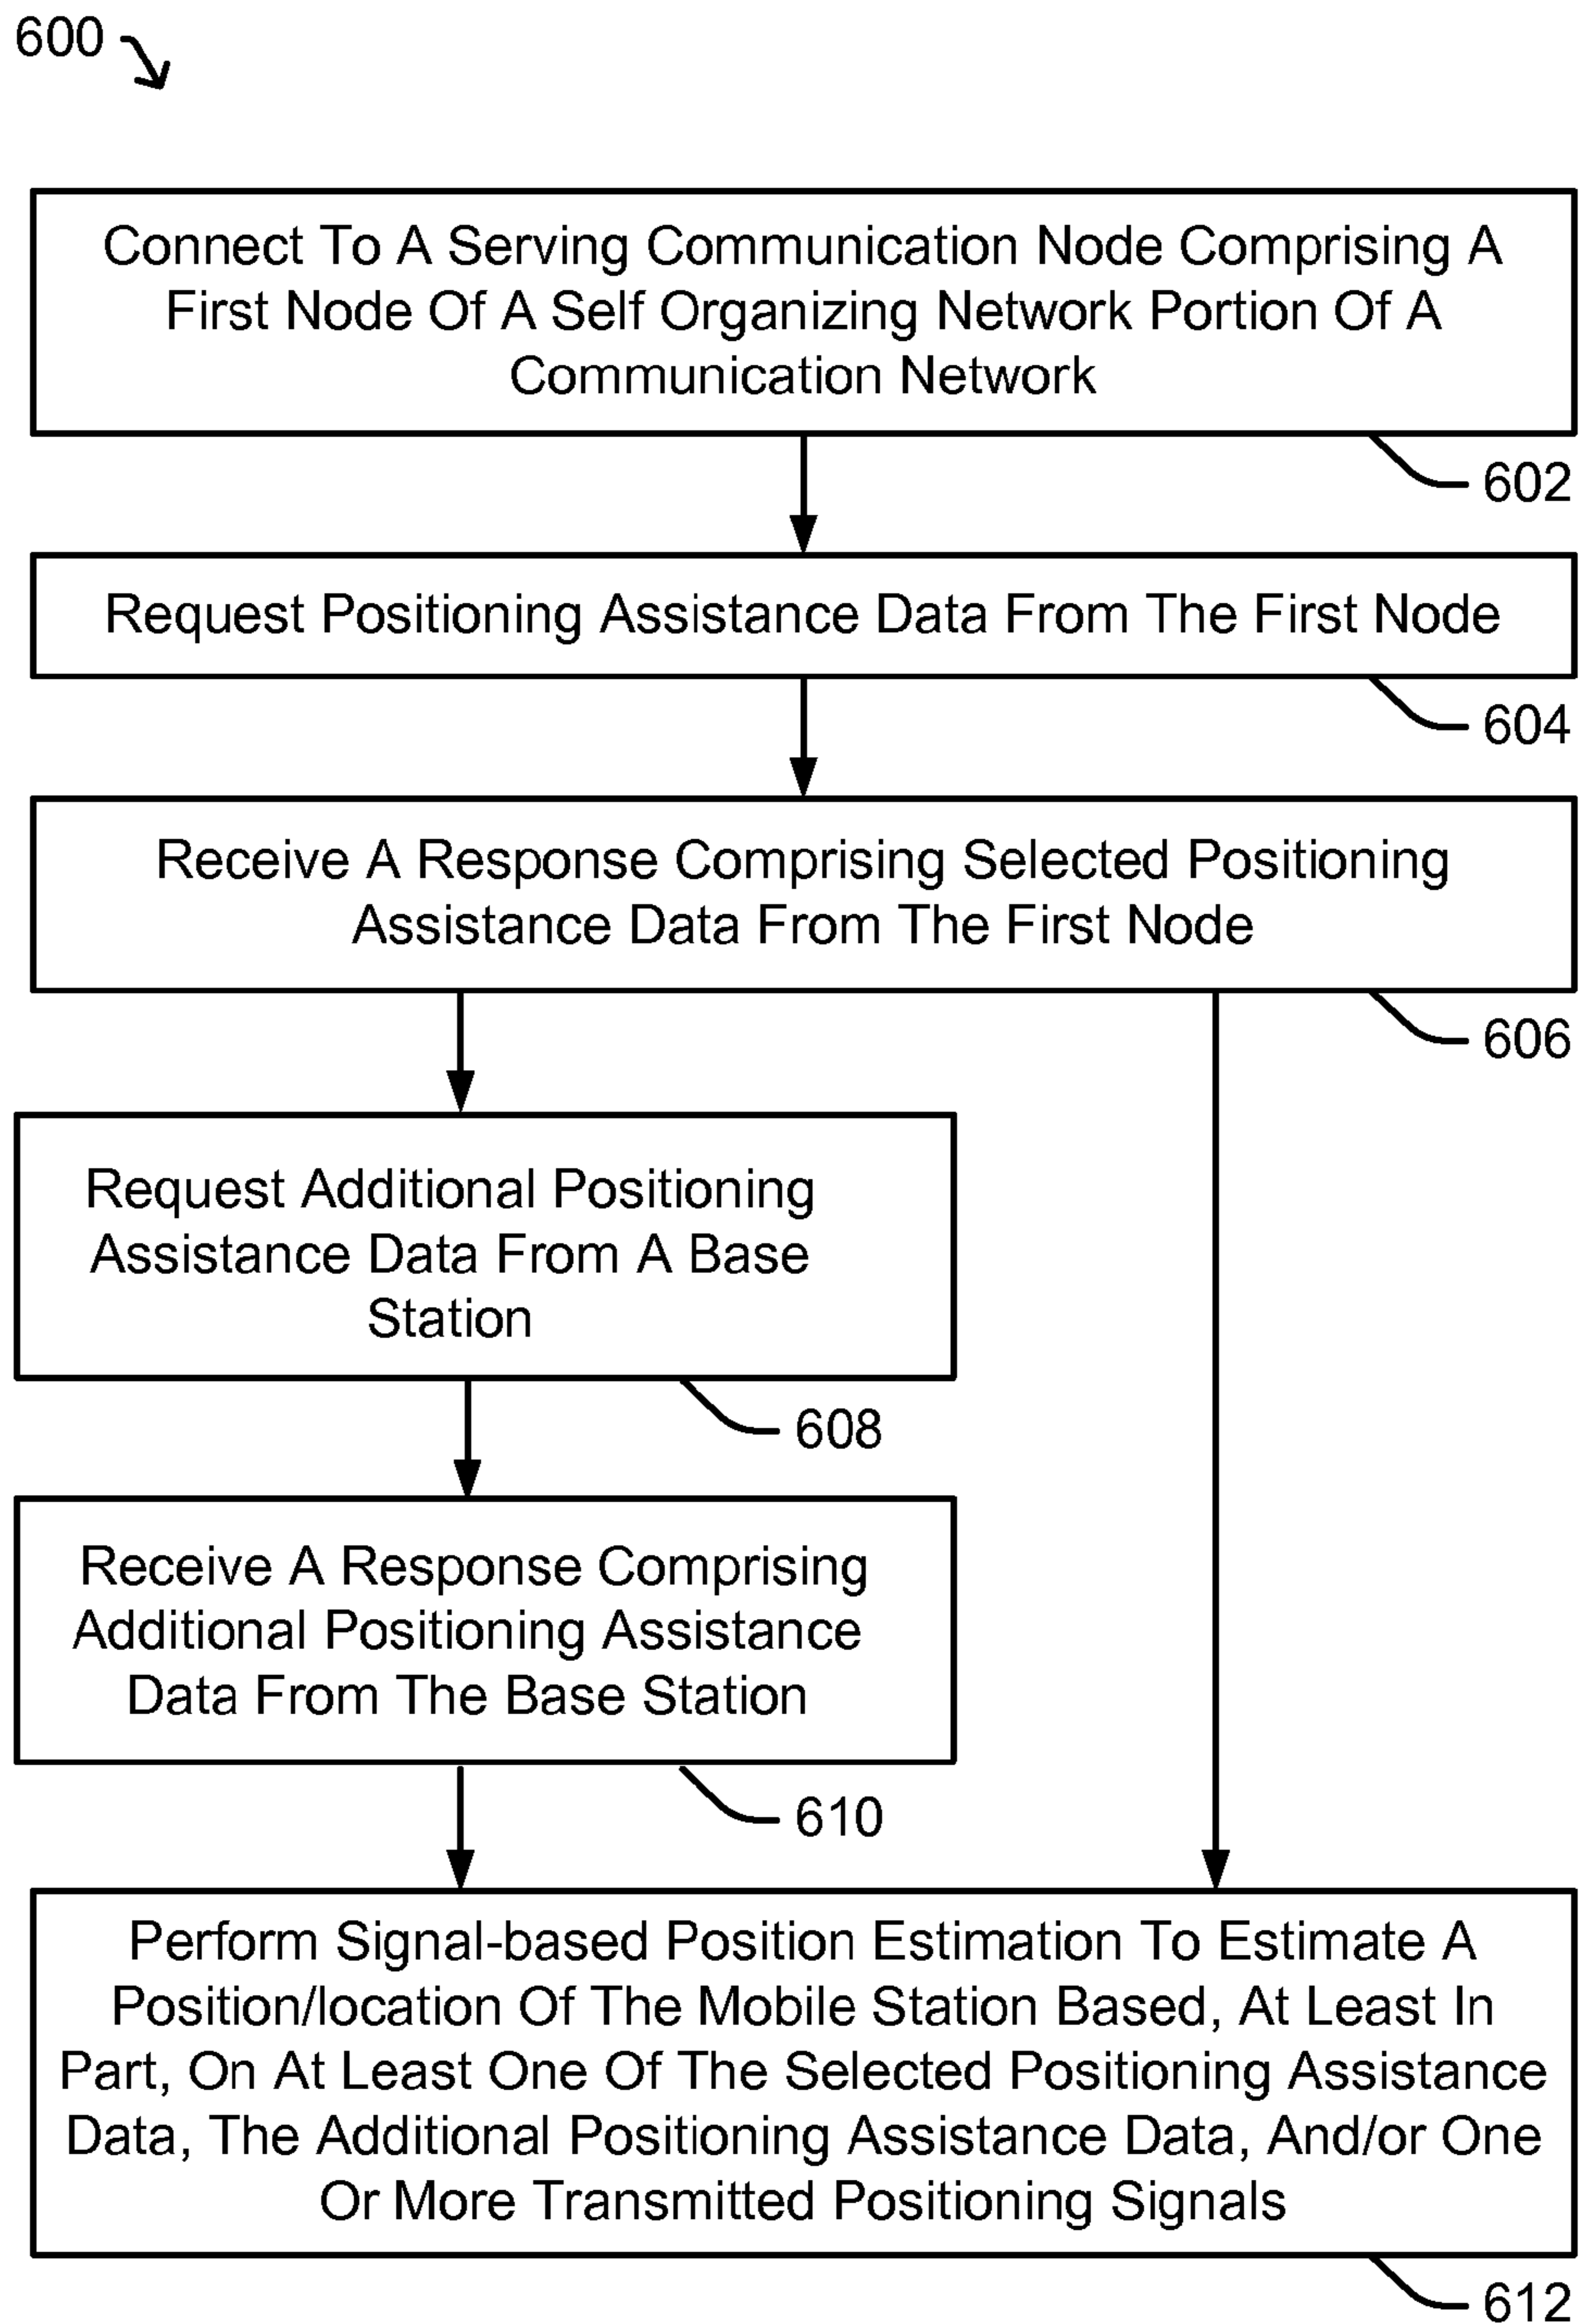 600
Connect To A Serving Communication Node Comprising A
First Node Of A Self Organizing Network Portion Of A
Communication Network
602
Request Positioning Assistance Data From The First Node
604
Receive A Response Comprising Selected Positioning
Assistance Data From The First Node
606
Request Additional Positioning
Assistance Data From A Base
Station
608
Receive A Response Comprising
Additional Positioning Assistance
Data From The Base Station
610
Perform Signal-based Position Estimation To Estimate A
Position/location Of The Mobile Station Based, At Least In
Part, On At Least One Of The Selected Positioning Assistance
Data, The Additional Positioning Assistance Data, And/or One
Or More Transmitted Positioning Signals
612